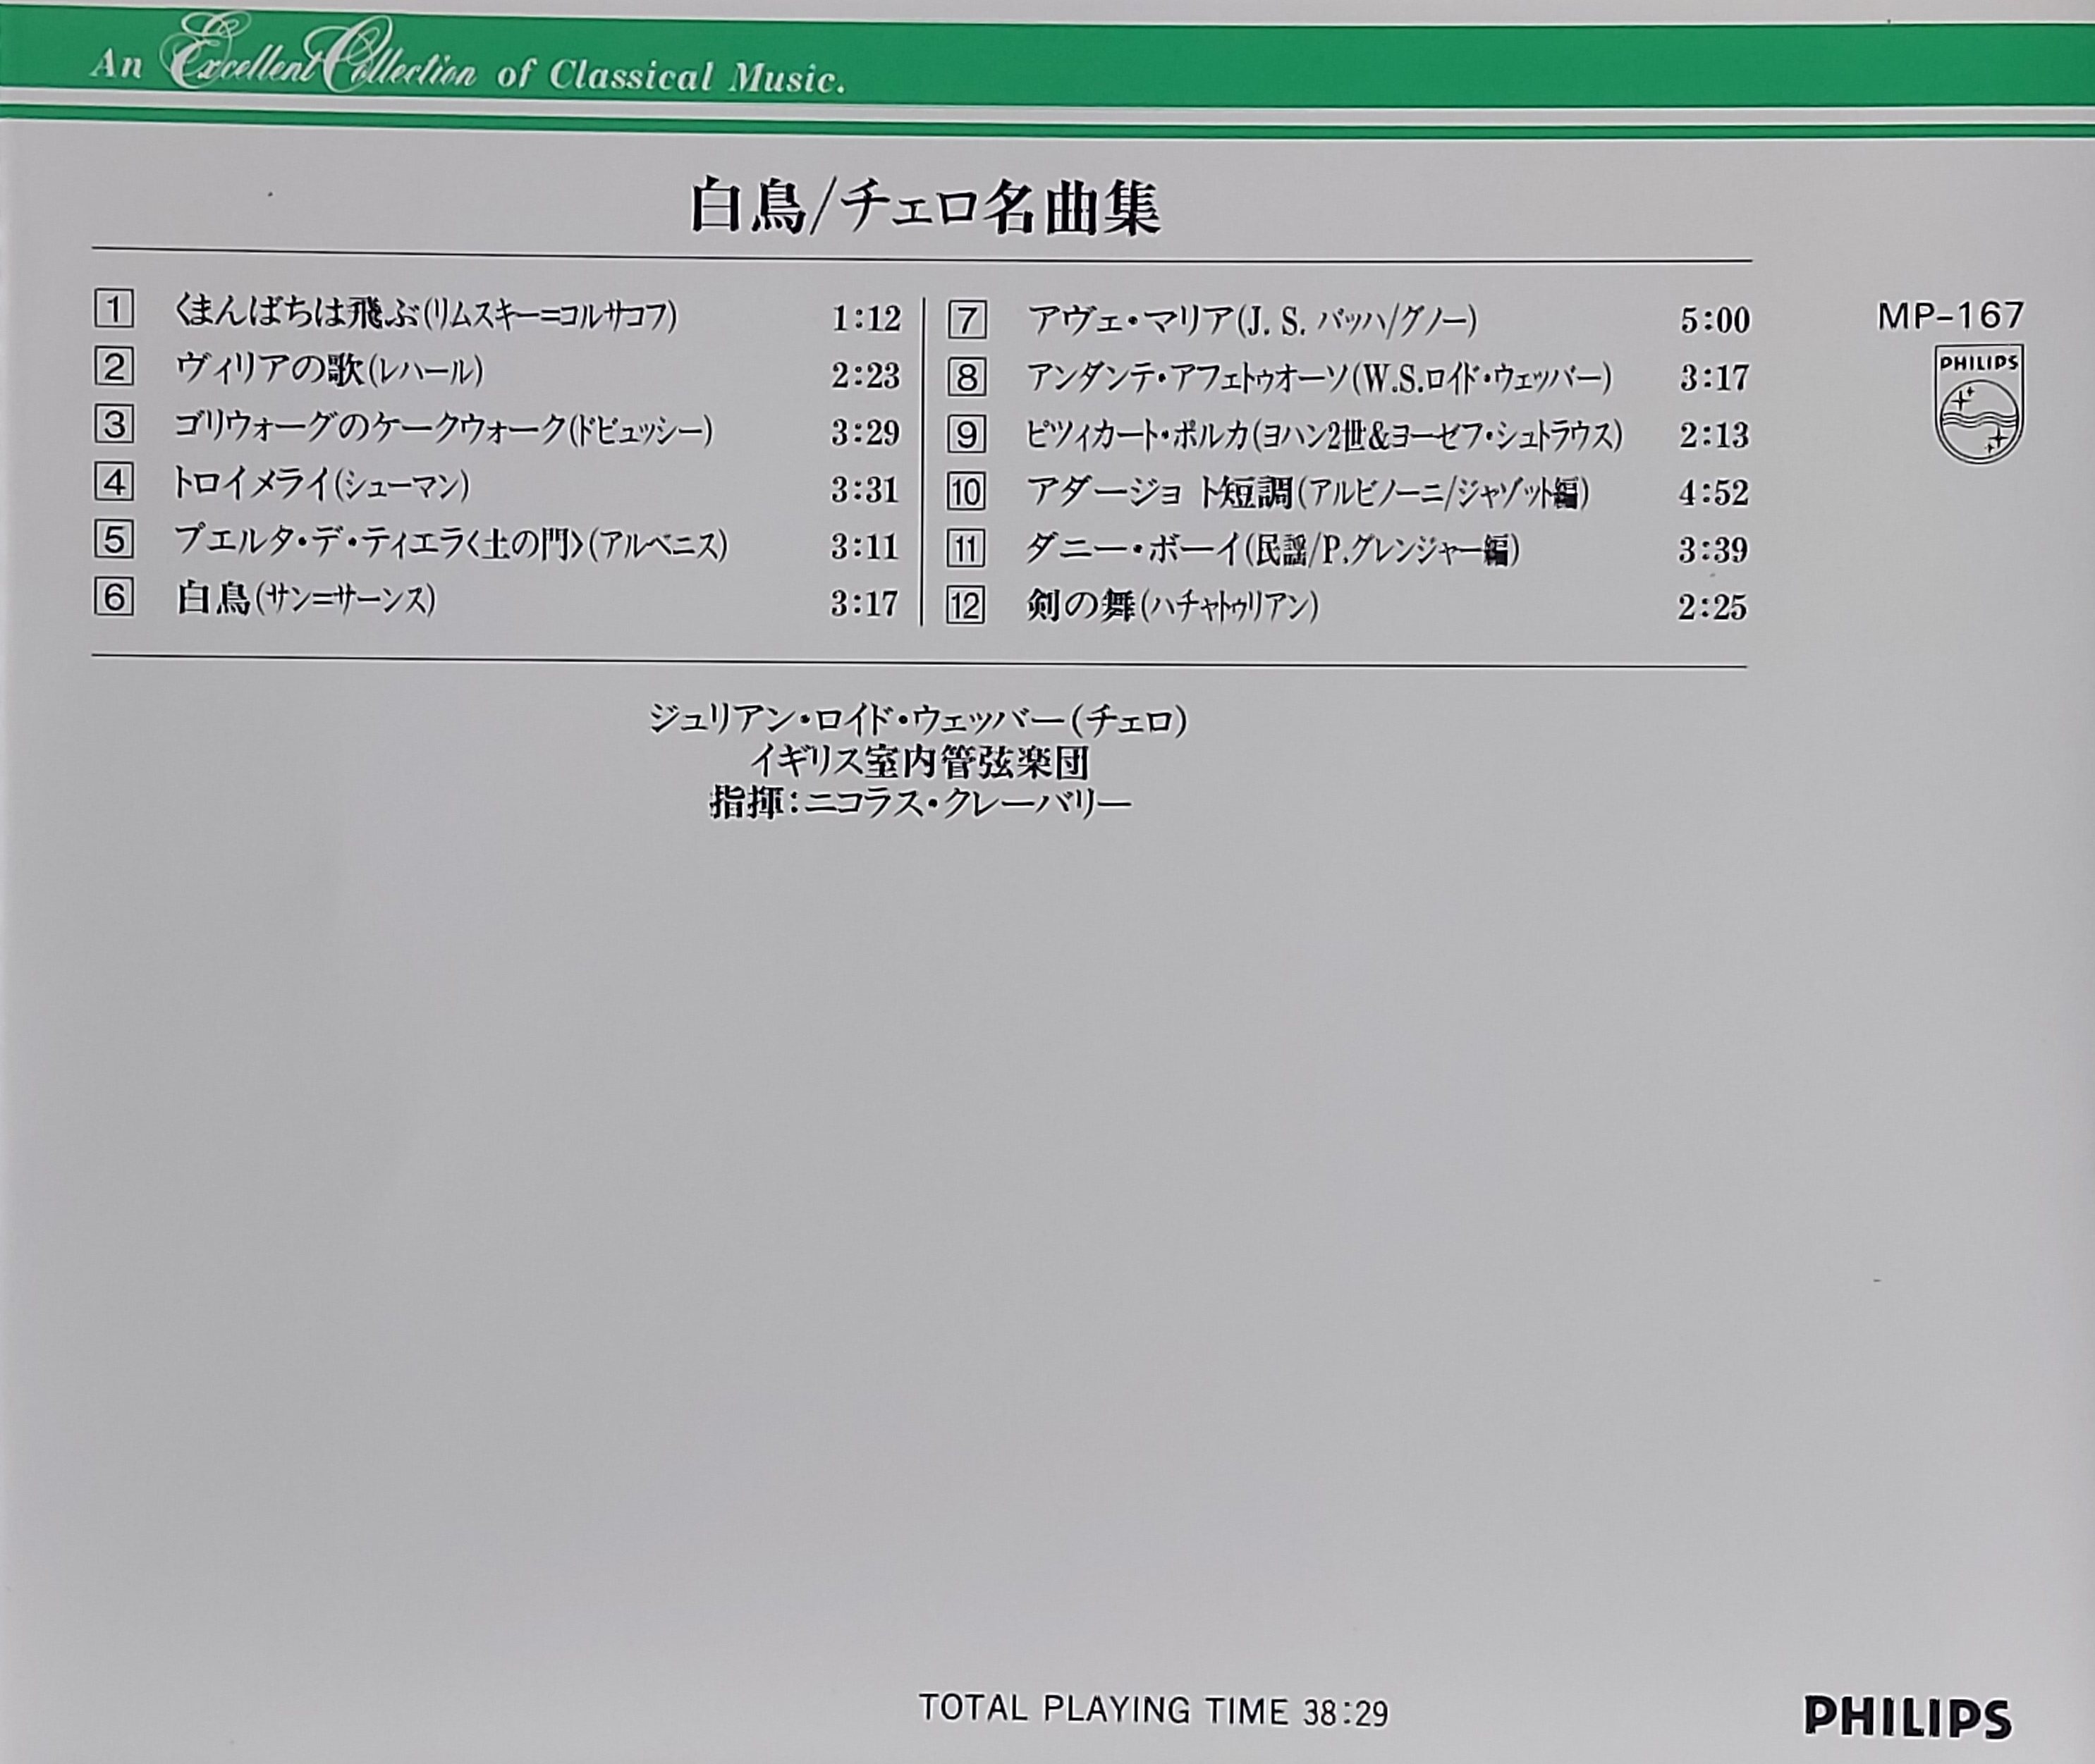 An Excellent Collection of Classical Music.
白鳥/チェロ名曲集
1 くまんばちは飛ぶ(リムスキー=コルサコフ) 1:12
2 ヴィリアの歌(レハール) 2:23
3 ゴリウォーグのケークウォーク(ドビュッシー) 3:29
4 トロイメライ(シューマン) 3:31
5 プエルタ・デ・ティエラ〈土の門〉(アルベニス) 3:11
6 白鳥(サン=サーンス) 3:17
7 アヴェ・マリア(J. S. バッハ/グノー) 5:00
8 アンダンテ・アフェトゥオーソ(W.S.ロイド・ウェッバー) 3:17
9 ピツィカート・ポルカ(ヨハン2世&ヨーゼフ・シュトラウス) 2:13
10 アダージョ ト短調(アルビノーニ/ジャゾット編) 4:52
11 ダニー・ボーイ(民謡/P.グレンジャー編) 3:39
12 剣の舞(ハチャトゥリアン) 2:25
MP-167
PHILIPS
ジュリアン・ロイド・ウェッバー(チェロ)
イギリス室内管弦楽団
指揮:ニコラス・クレーバリー
TOTAL PLAYING TIME 38:29
PHILIPS